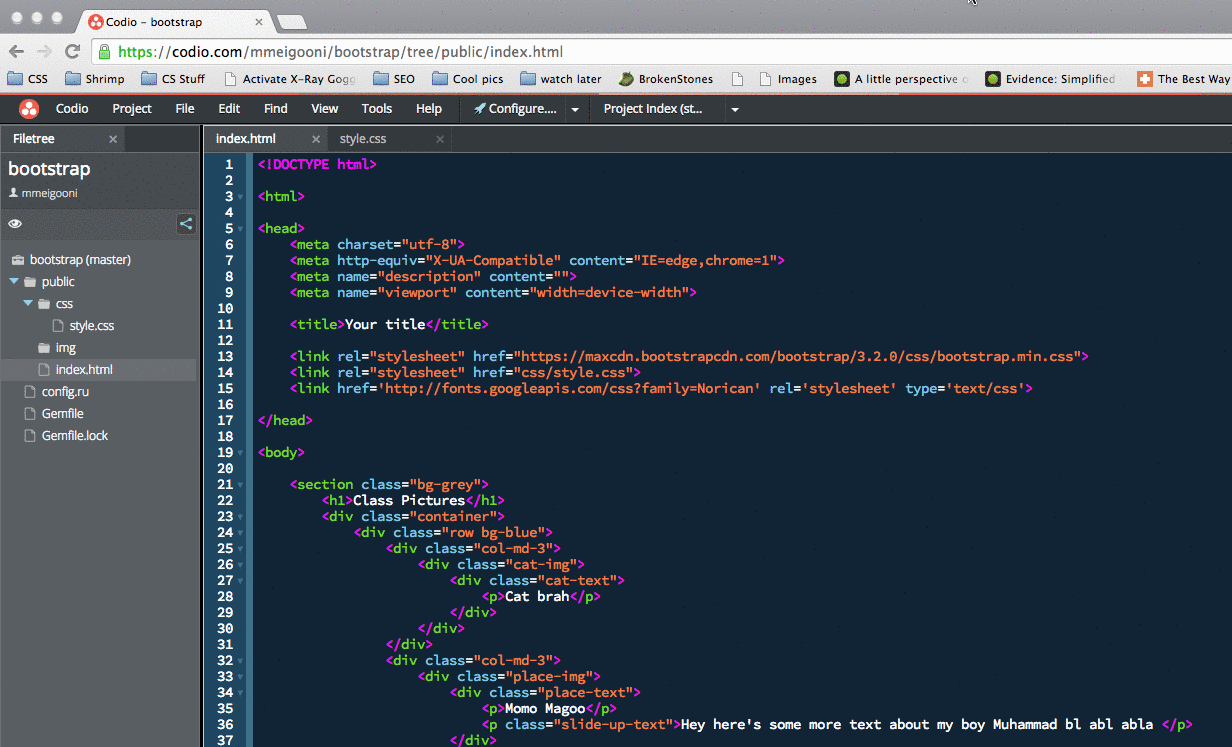 Codio – bootstrap
https://codio.com/mmeigooni/bootstrap/tree/public/index.html
CSS Shrimp CS Stuff Activate X-Ray Gogg SEO Cool pics watch later BrokenStones Images A little perspective Evidence: Simplified The Best Way
Codio Project File Edit Find View Tools Help Configure.... Project Index (st...
Filetree
index.html style.css
bootstrap
mmeigooni
bootstrap (master)
public
css
style.css
img
index.html
config.ru
Gemfile
Gemfile.lock
1 <!DOCTYPE html>
2
3 <html>
4
5 <head>
6 <meta charset="utf-8">
7 <meta http-equiv="X-UA-Compatible" content="IE=edge,chrome=1">
8 <meta name="description" content="">
9 <meta name="viewport" content="width=device-width">
10
11 <title>Your title</title>
12
13 <link rel="stylesheet" href="https://maxcdn.bootstrapcdn.com/bootstrap/3.2.0/css/bootstrap.min.css">
14 <link rel="stylesheet" href="css/style.css">
15 <link href='http://fonts.googleapis.com/css?family=Norican' rel='stylesheet' type='text/css'>
16
17 </head>
18
19 <body>
20
21 <section class="bg-grey">
22 <h1>Class Pictures</h1>
23 <div class="container">
24 <div class="row bg-blue">
25 <div class="col-md-3">
26 <div class="cat-img">
27 <div class="cat-text">
28 <p>Cat brah</p>
29 </div>
30 </div>
31 </div>
32 <div class="col-md-3">
33 <div class="place-img">
34 <div class="place-text">
35 <p>Momo Magoo</p>
36 <p class="slide-up-text">Hey here's some more text about my boy Muhammad bl abl abla </p>
37 </div>